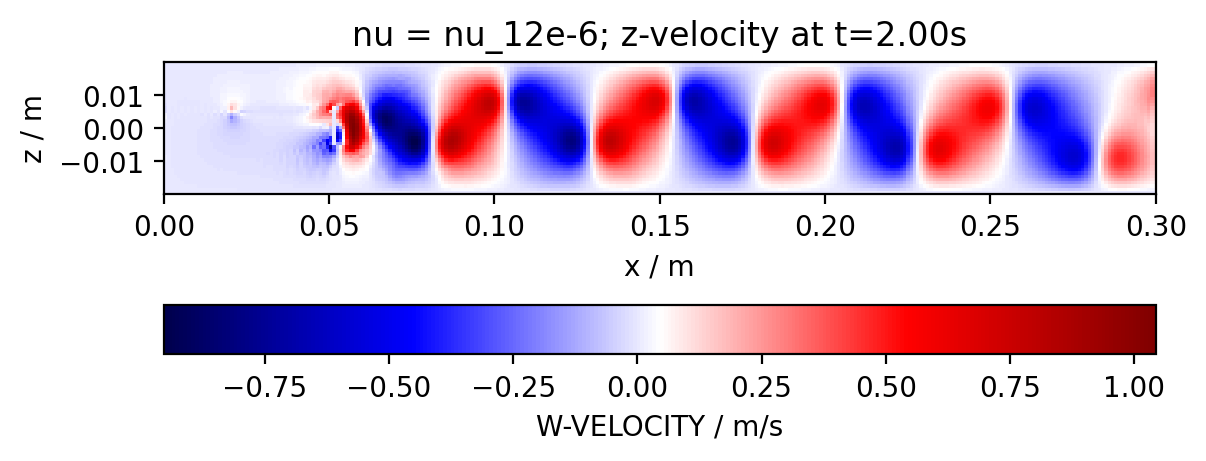 nu = nu_12e-6; z-velocity at t=2.00s
z / m
0.01
0.00
−0.01
0.00 0.05 0.10 0.15 0.20 0.25 0.30
x / m
−0.75 −0.50 −0.25 0.00 0.25 0.50 0.75 1.00
W-VELOCITY / m/s